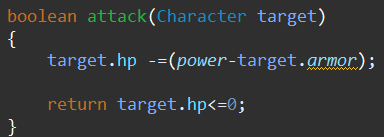 boolean attack(Character target)
{
target.hp -=(power-target.armor);
return target.hp<=0;
}